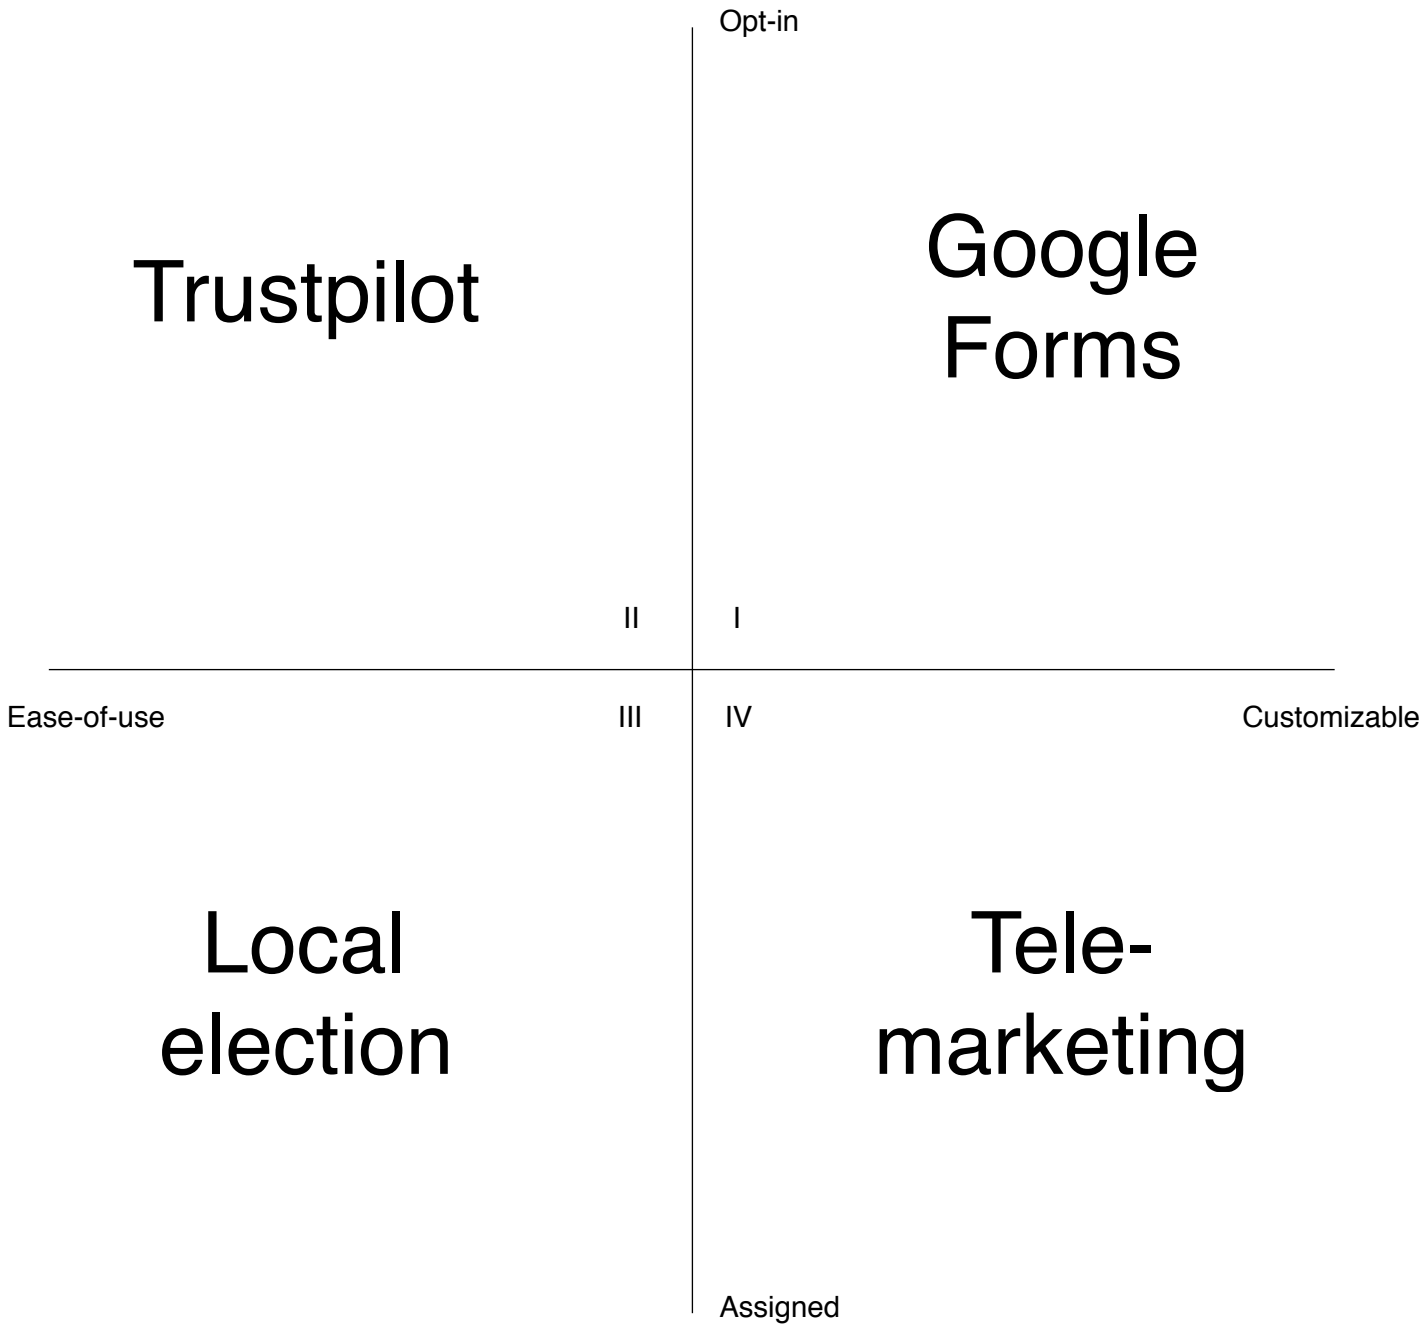 Opt-in
Trustpilot
Google
Forms
II
I
Ease-of-use
III
IV
Customizable
Local
election
Tele-
marketing
Assigned